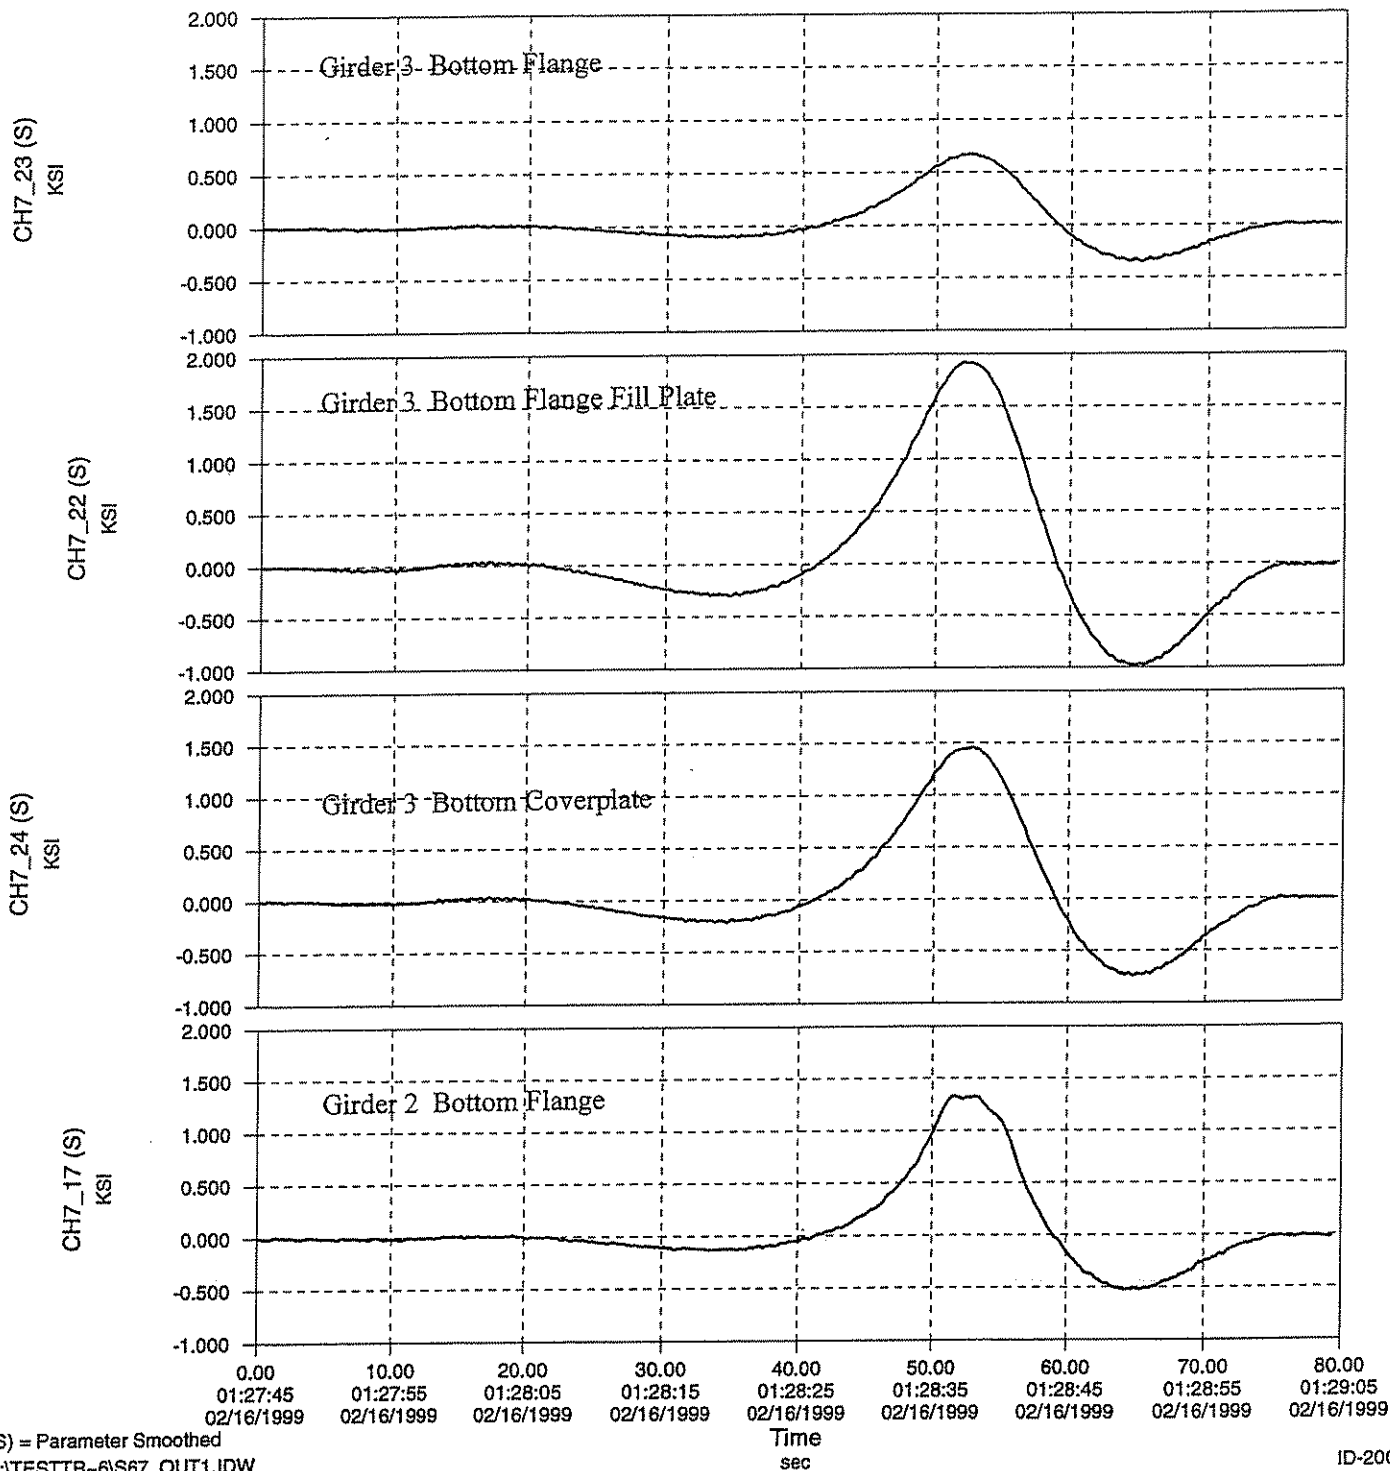 2.000
1.500
1.000
0.500
0.000
-0.500
-1.000
CH7_23 (S)
KSI
Girder 3 Bottom Flange
2.000
1.500
1.000
0.500
0.000
-0.500
-1.000
CH7_22 (S)
KSI
Girder 3 Bottom Flange Fill Plate
2.000
1.500
1.000
0.500
0.000
-0.500
-1.000
CH7_24 (S)
KSI
Girder 3 Bottom Coverplate
2.000
1.500
1.000
0.500
0.000
-0.500
-1.000
CH7_17 (S)
KSI
Girder 2 Bottom Flange
0.00 10.00 20.00 30.00 40.00 50.00 60.00 70.00 80.00
01:27:45 01:27:55 01:28:05 01:28:15 01:28:25 01:28:35 01:28:45 01:28:55 01:29:05
02/16/1999 02/16/1999 02/16/1999 02/16/1999 02/16/1999 02/16/1999 02/16/1999 02/16/1999 02/16/1999
S) = Parameter Smoothed
Time
sec
:\TESTTR~6\S67_OUT1.IDW
ID-200